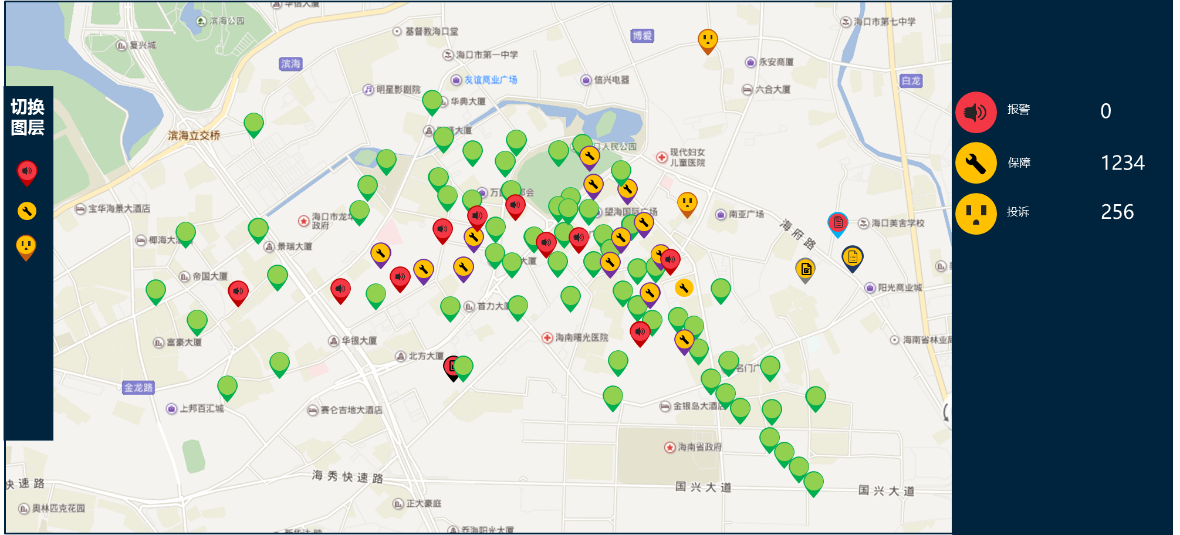 华信大厦
滨海公园
基督教海口堂
海口市第七中学
博爱
复兴城
海口市第一中学
滨海
永安商厦
友谊商业广场
信兴电器
白龙
明星影剧院
六合大厦
华奥大厦
切换
图层
报警
0
滨海立交桥
大厦
人民公园
现代妇女
儿童医院
保障
1234
宝华海景大酒店
海口市龙华
望海国际广场
南亚广场
海口美舍学校
投诉
256
海府路
椰海大
景瑞大厦
大厦
帝国大厦
阳光商业城
首力大厦
富豪大厦
华银大厦
海南曙光医院
海南省林业局
北方大厦
金龙路
名门广
上邦百汇城
赛仑吉地大酒店
金银岛大酒店
海南省政府
海秀快速路
快速路
国兴大道
国兴大道
奥林匹克花园
正大豪庭
乔海阳光大厦